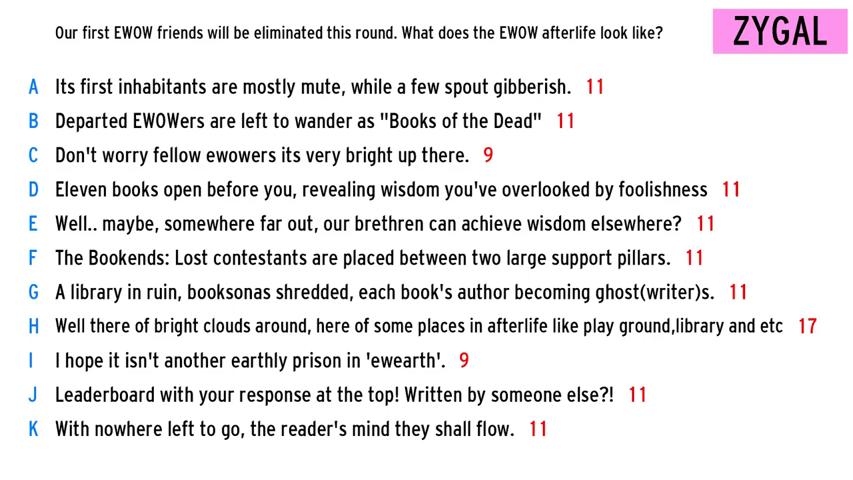 Our first EWOW friends will be eliminated this round. What does the EWOW afterlife look like?
ZYGAL
A Its first inhabitants are mostly mute, while a few spout gibberish. 11
B Departed EWOWers are left to wander as "Books of the Dead" 11
C Don't worry fellow ewowers its very bright up there. 9
D Eleven books open before you, revealing wisdom you've overlooked by foolishness 11
E Well.. maybe, somewhere far out, our brethren can achieve wisdom elsewhere? 11
F The Bookends: Lost contestants are placed between two large support pillars. 11
G A library in ruin, booksonas shredded, each book's author becoming ghost(writer)s. 11
H Well there of bright clouds around, here of some places in afterlife like play ground,library and etc 17
I I hope it isn't another earthly prison in 'ewearth'. 9
J Leaderboard with your response at the top! Written by someone else?! 11
K With nowhere left to go, the reader's mind they shall flow. 11